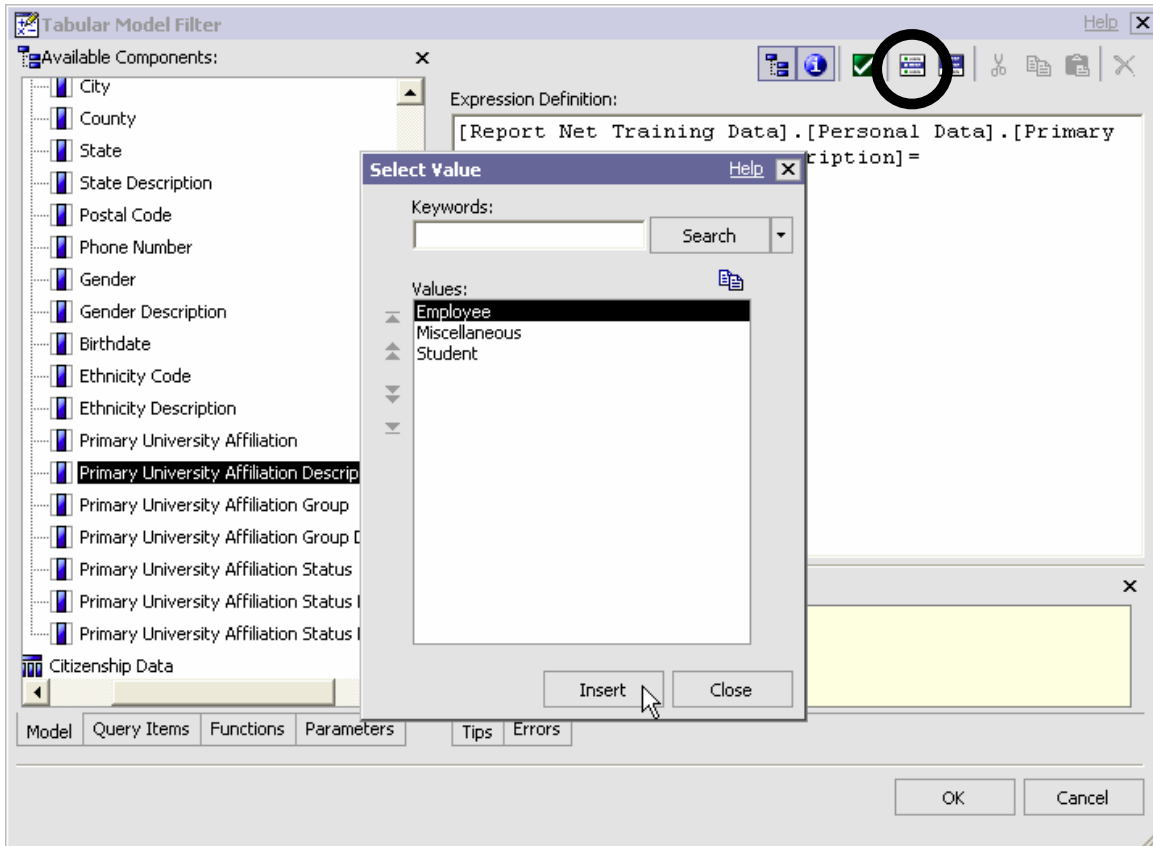 Tabular Model Filter
Help
Available Components:
City
County
State
State Description
Postal Code
Phone Number
Gender
Gender Description
Birthdate
Ethnicity Code
Ethnicity Description
Primary University Affiliation
Primary University Affiliation Descrip
Primary University Affiliation Group
Primary University Affiliation Group D
Primary University Affiliation Status
Primary University Affiliation Status
Primary University Affiliation Status
Citizenship Data
Model
Query Items
Functions
Parameters
Expression Definition:
[Report Net Training Data].[Personal Data].[Primary
ription]=
Select Value
Help
Keywords:
Search
Values:
Employee
Miscellaneous
Student
Insert
Close
Tips
Errors
OK
Cancel